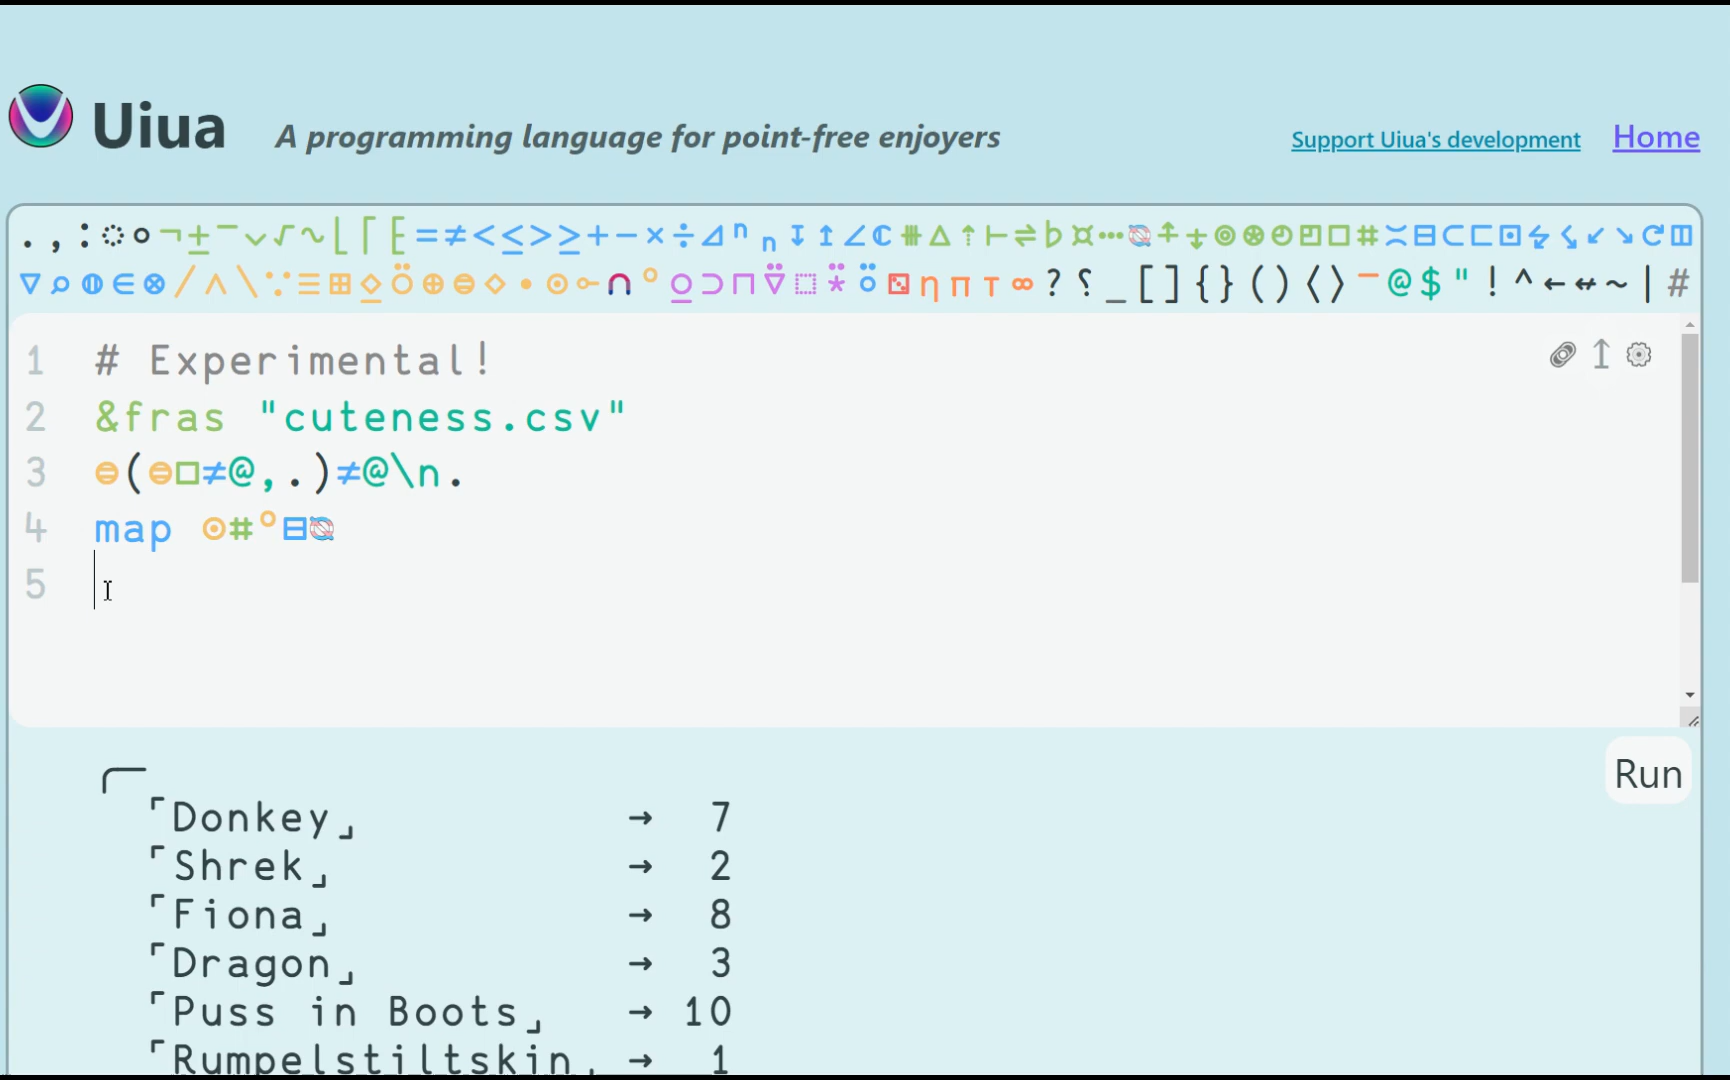 Uiua
A programming language for point-free enjoyers
Support Uiua's development
Home
. , : ◌ ∘ ¬ ± ¯ ⌵ √ ∿ ⌊ ⌈ ⁅ = ≠ < ≤ > ≥ + - × ÷ ◿ ⁿ ₙ ↧ ↥ ∠ ℂ ⧻ △ ⇡ ⊢ ⇌ ♭ ¤ ⋯ ⍉ ⍏ ⍖ ⊚ ⊛ ◴ ◰ □ ⋕ ≍ ⊟ ⊂ ⊏ ⊡ ↯ ☇ ↙ ↘ ↻ ◫
▽ ⌕ ⦷ ∊ ⊗ / ∧ \ ∵ ≡ ⊞ ⊕ ⊖ · ⊙ ⟜ ∩ ° ⊃ ⊓ ⚂ η π τ ∞ ? ⸮ _ [ ] { } ( ) ⟨ ⟩ ¯ @ $ " ! ^ ← ↚ ~ | #
1 # Experimental!
2 &fras "cuteness.csv"
3 ⊜(⊜□≠@,.)≠@\n.
4 map ⊙⋕°⊟⍉
5
Run
⌜Donkey⌟ → 7
⌜Shrek⌟ → 2
⌜Fiona⌟ → 8
⌜Dragon⌟ → 3
⌜Puss in Boots⌟ → 10
⌜Rumpelstiltskin⌟ → 1